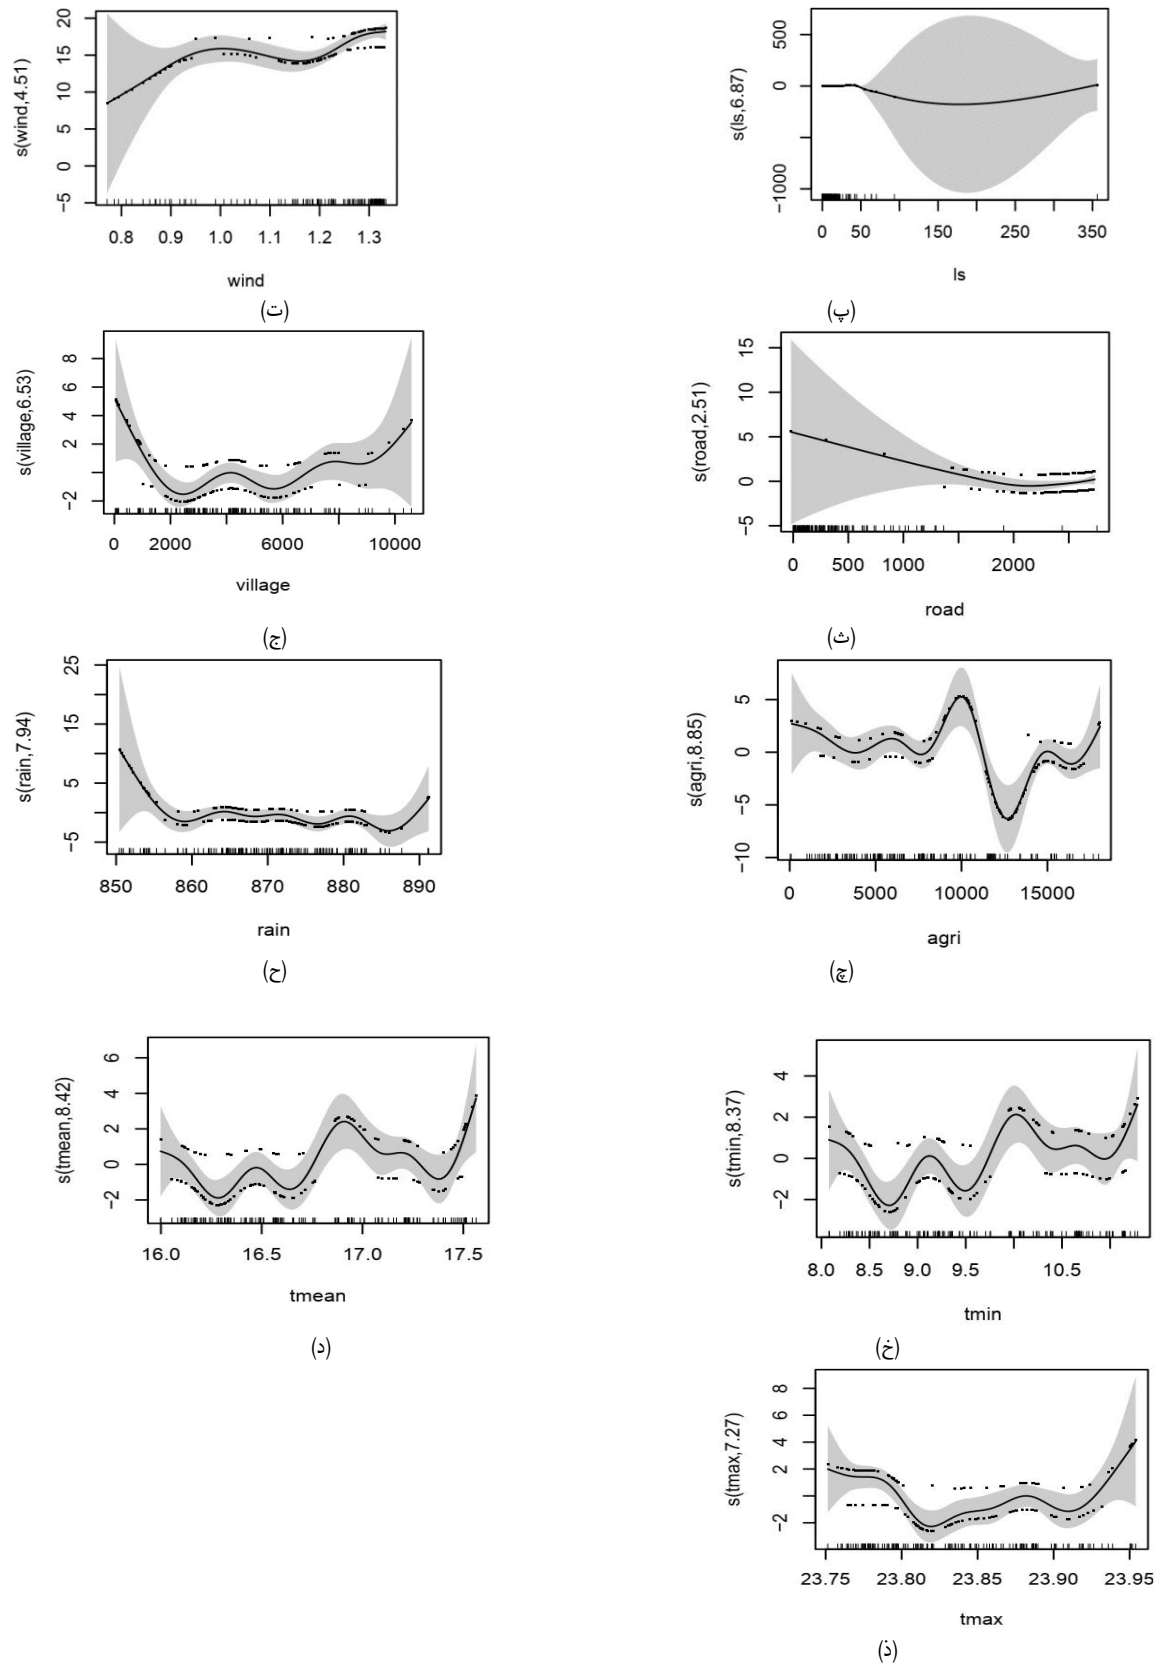 s(wind,4.51)
20
15
10
5
0
−5
0.8 0.9 1.0 1.1 1.2 1.3
wind
(ت)
s(ls,6.87)
500
0
−1000
0 50 150 250 350
ls
(پ)
s(village,6.53)
8
6
4
2
−2
0 2000 6000 10000
village
(ج)
s(road,2.51)
15
10
5
0
−5
0 500 1000 2000
road
(ث)
s(rain,7.94)
25
15
5
−5
850 860 870 880 890
rain
(ح)
s(agri,8.85)
5
0
−5
−10
0 5000 10000 15000
agri
(چ)
s(tmean,8.42)
6
4
2
0
−2
16.0 16.5 17.0 17.5
tmean
(د)
s(tmin,8.37)
4
2
0
−2
8.0 8.5 9.0 9.5 10.5
tmin
(خ)
s(tmax,7.27)
8
6
4
2
−2
23.75 23.80 23.85 23.90 23.95
tmax
(ذ)